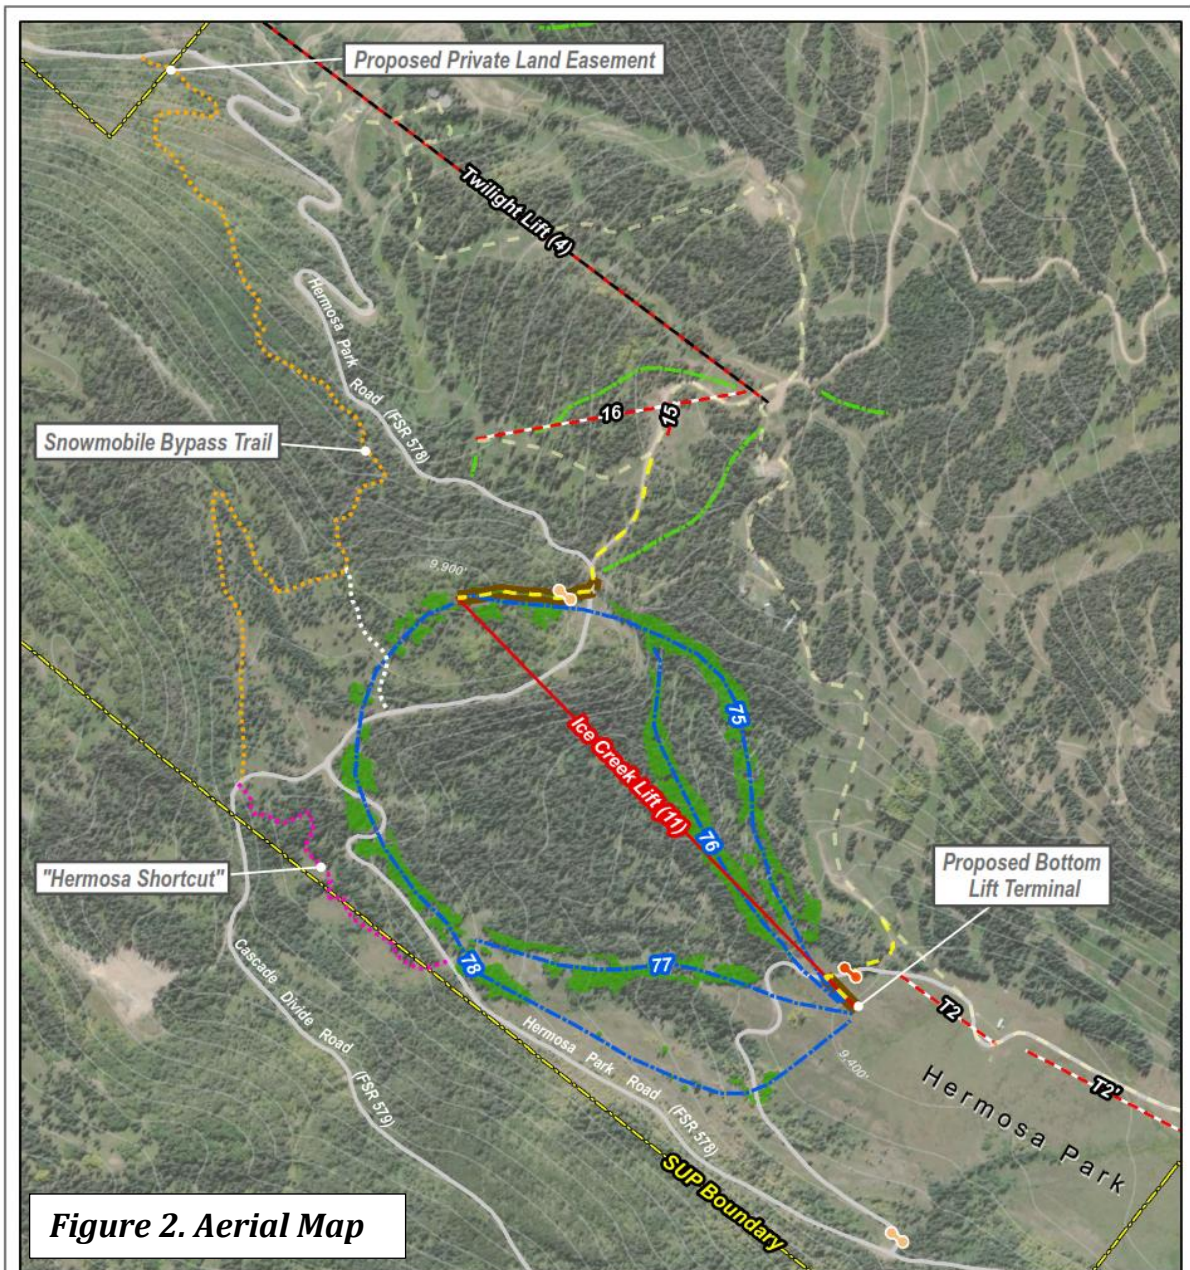 Proposed Private Land Easement
Twilight Lift (4)
Hermosa Park Road (FSR 578)
16
15
Snowmobile Bypass Trail
9,900'
75
Ice Creek Lift (11)
76
Proposed Bottom
Lift Terminal
"Hermosa Shortcut"
78
77
T2
Cascade Divide Road (FSR 579)
Hermosa Park Road (FSR 578)
9,400'
T2'
Hermosa Park
SUP Boundary
Figure 2. Aerial Map